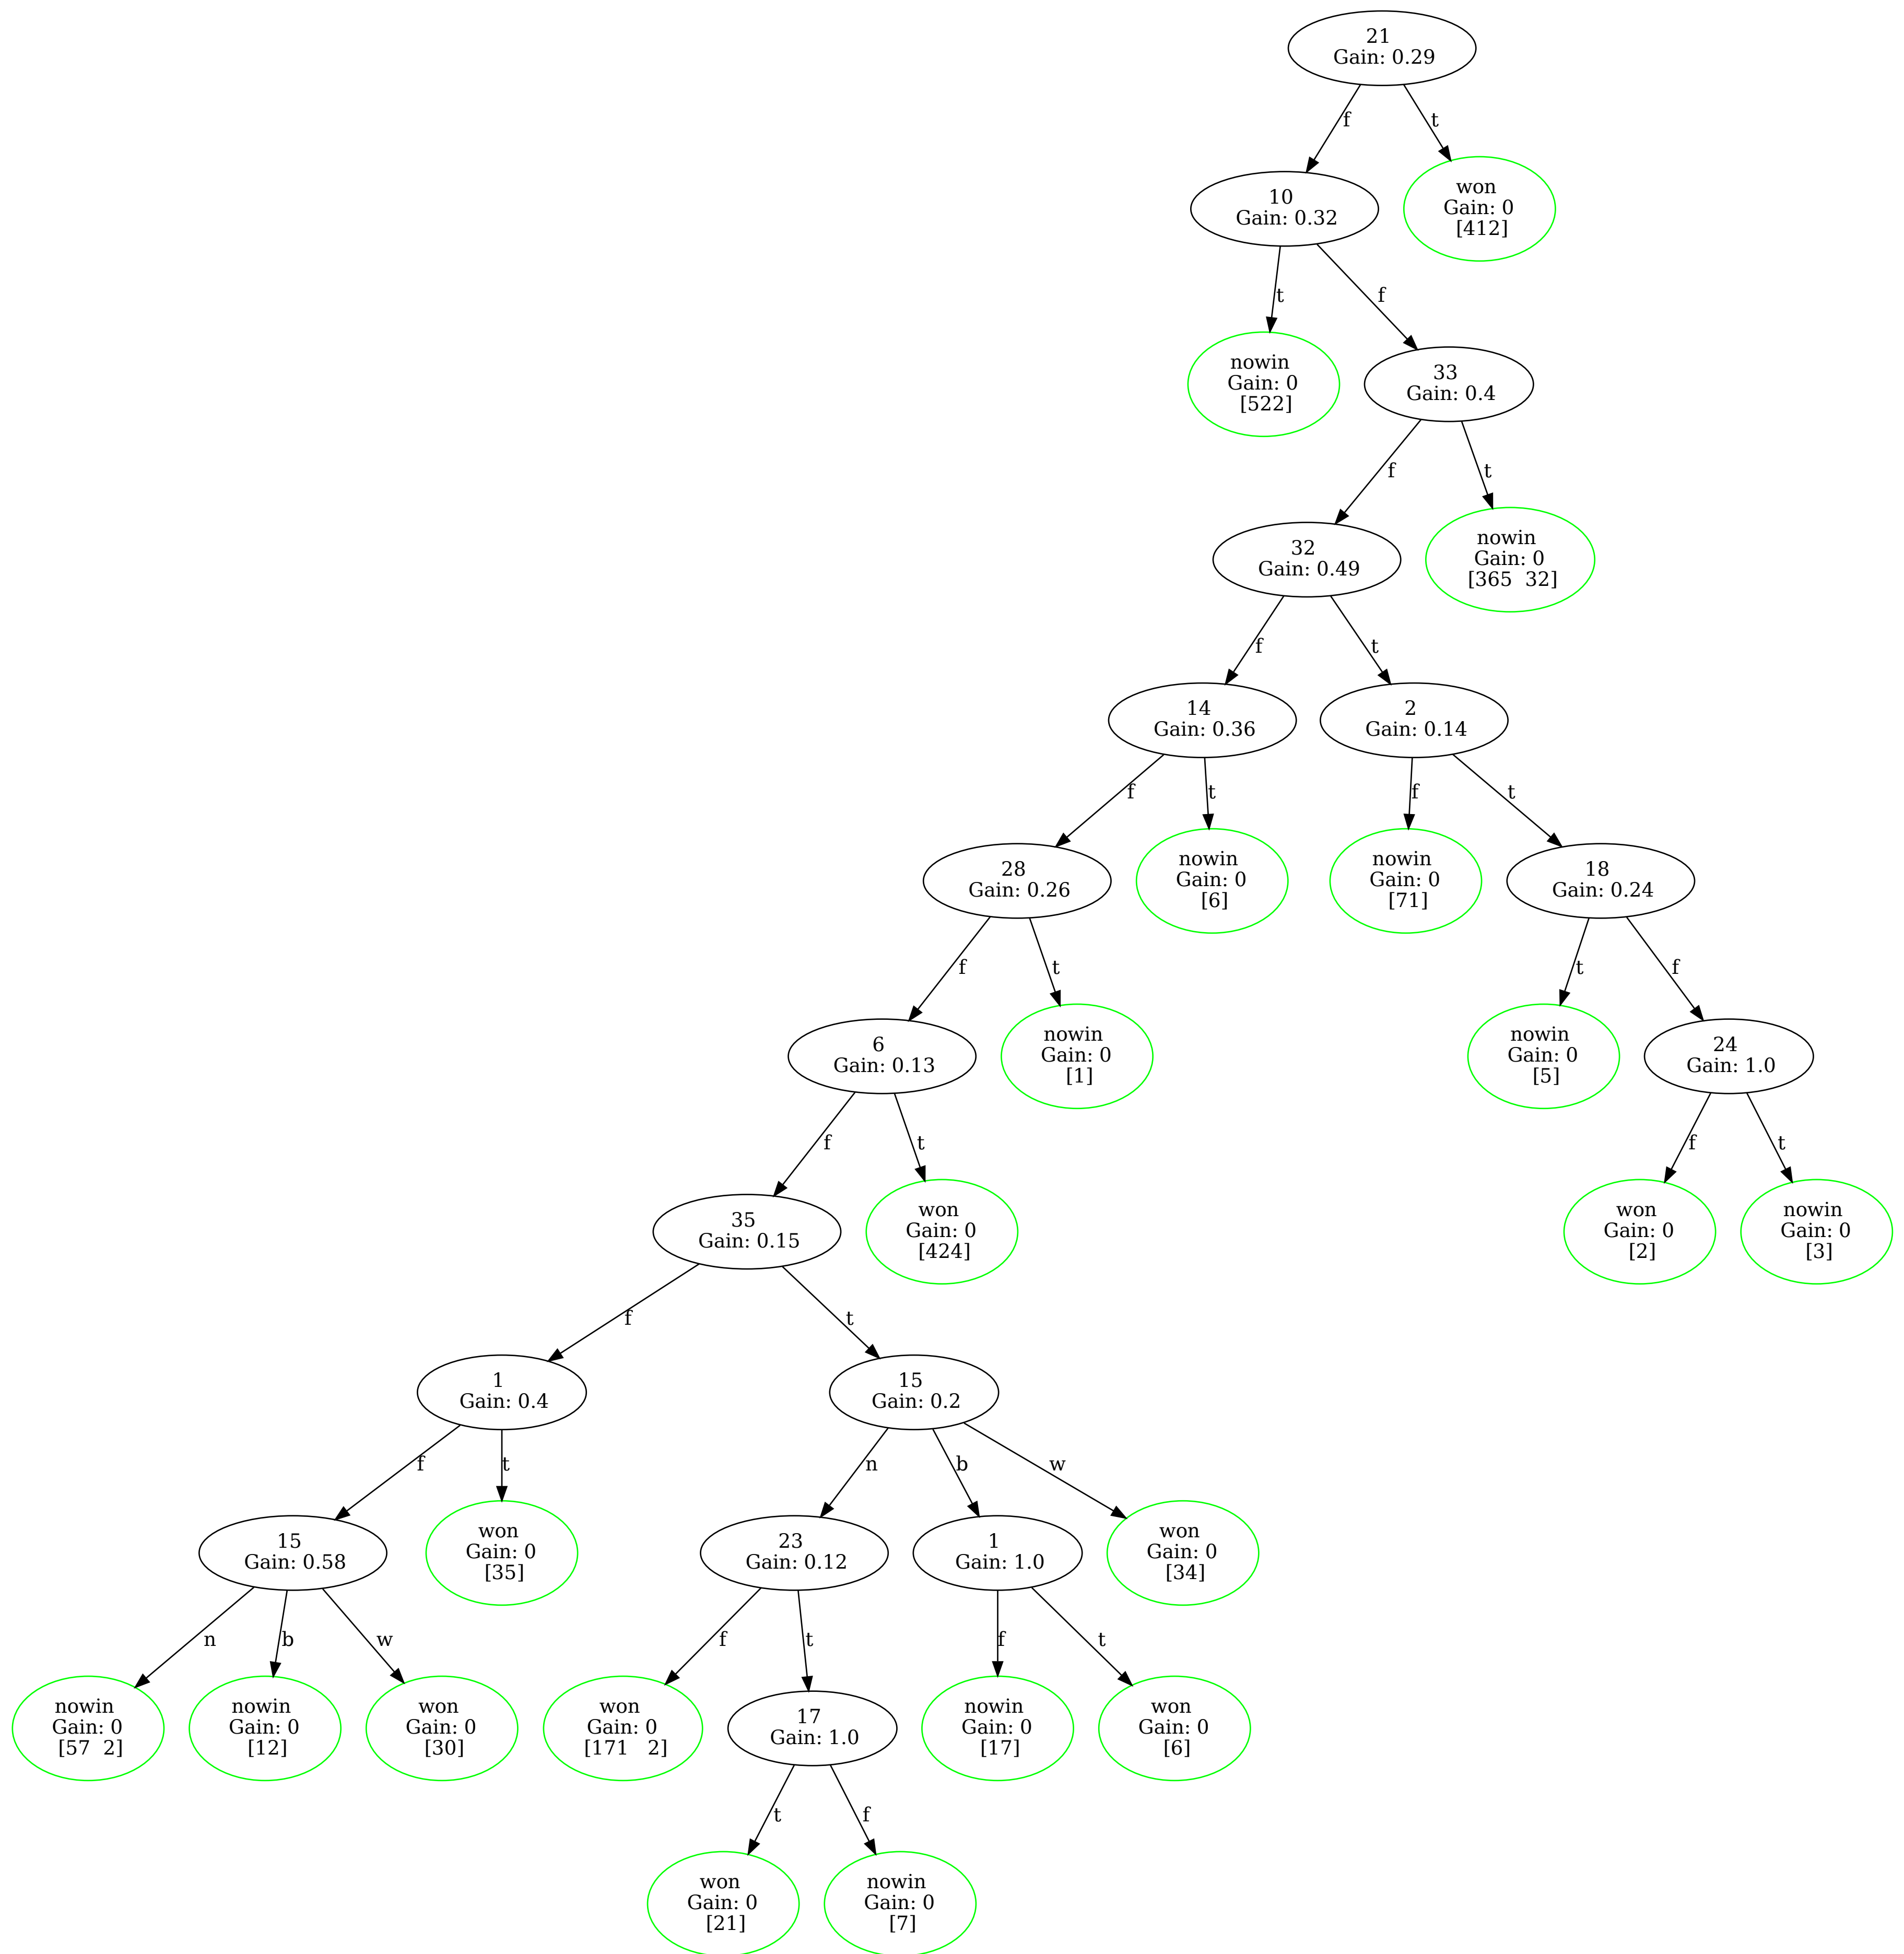 21
Gain: 0.29
f
t
10
Gain: 0.32
won
Gain: 0
[412]
t
f
nowin
Gain: 0
[522]
33
Gain: 0.4
f
t
32
Gain: 0.49
nowin
Gain: 0
[365  32]
f
t
14
Gain: 0.36
2
Gain: 0.14
f
t
f
t
28
Gain: 0.26
nowin
Gain: 0
[6]
nowin
Gain: 0
[71]
18
Gain: 0.24
f
t
t
f
6
Gain: 0.13
nowin
Gain: 0
[1]
nowin
Gain: 0
[5]
24
Gain: 1.0
f
t
f
t
35
Gain: 0.15
won
Gain: 0
[424]
won
Gain: 0
[2]
nowin
Gain: 0
[3]
f
t
1
Gain: 0.4
15
Gain: 0.2
f
t
n
b
w
15
Gain: 0.58
won
Gain: 0
[35]
23
Gain: 0.12
1
Gain: 1.0
won
Gain: 0
[34]
n
b
w
f
t
f
t
nowin
Gain: 0
[57  2]
nowin
Gain: 0
[12]
won
Gain: 0
[30]
won
Gain: 0
[171   2]
17
Gain: 1.0
nowin
Gain: 0
[17]
won
Gain: 0
[6]
t
f
won
Gain: 0
[21]
nowin
Gain: 0
[7]